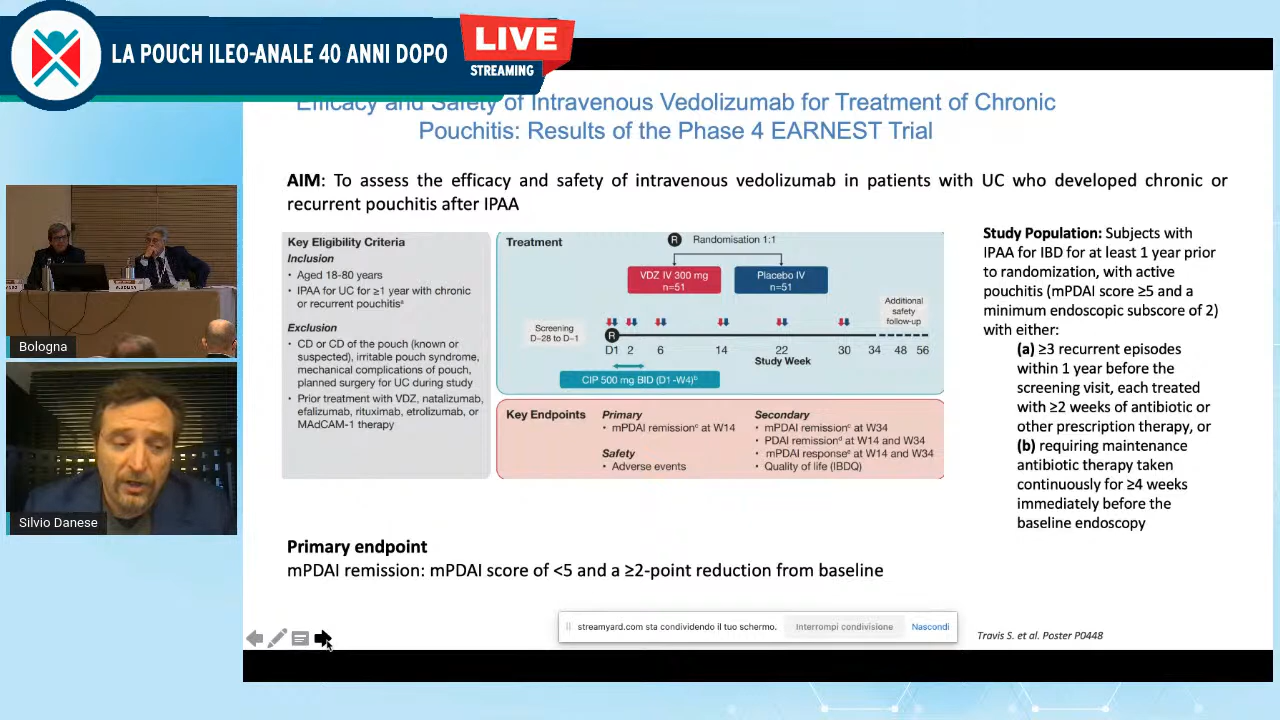 LA POUCH ILEO-ANALE 40 ANNI DOPO
LIVE
STREAMING
Efficacy and Safety of Intravenous Vedolizumab for Treatment of Chronic
Pouchitis: Results of the Phase 4 EARNEST Trial
AIM: To assess the efficacy and safety of intravenous vedolizumab in patients with UC who developed chronic or
recurrent pouchitis after IPAA
Key Eligibility Criteria
Inclusion
• Aged 18-80 years
• IPAA for UC for ≥1 year with chronic
or recurrent pouchitisᵃ
Exclusion
• CD or CD of the pouch (known or
suspected), irritable pouch syndrome,
mechanical complications of pouch,
planned surgery for UC during study
• Prior treatment with VDZ, natalizumab,
efalizumab, rituximab, etrolizumab, or
MAdCAM-1 therapy
Treatment
R Randomisation 1:1
VDZ IV 300 mg
n=51
Placebo IV
n=51
Screening
D–28 to D–1
Additional
safety
follow-up
R
D1 2 6 14 22 30 34 48 56
Study Week
CIP 500 mg BID (D1-W4)ᵇ
Key Endpoints
Primary
• mPDAI remissionᶜ at W14
Safety
• Adverse events
Secondary
• mPDAI remissionᶜ at W34
• PDAI remissionᵈ at W14 and W34
• mPDAI responseᵉ at W14 and W34
• Quality of life (IBDQ)
Study Population: Subjects with
IPAA for IBD for at least 1 year prior
to randomization, with active
pouchitis (mPDAI score ≥5 and a
minimum endoscopic subscore of 2)
with either:
(a) ≥3 recurrent episodes
within 1 year before the
screening visit, each treated
with ≥2 weeks of antibiotic or
other prescription therapy, or
(b) requiring maintenance
antibiotic therapy taken
continuously for ≥4 weeks
immediately before the
baseline endoscopy
Primary endpoint
mPDAI remission: mPDAI score of <5 and a ≥2-point reduction from baseline
streamyard.com sta condividendo il tuo schermo. Interrompi condivisione Nascondi
Travis S. et al. Poster P0448
Bologna
Silvio Danese